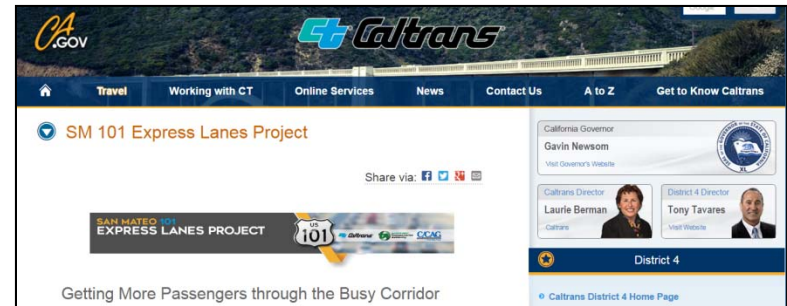 CA.GOV
Caltrans
Travel Working with CT Online Services News Contact Us A to Z Get to Know Caltrans
SM 101 Express Lanes Project
Share via:
SAN MATEO 101
EXPRESS LANES PROJECT
US
101
Caltrans C/CAG
Getting More Passengers through the Busy Corridor
California Governor
Gavin Newsom
Visit Governor's Website
Caltrans Director
Laurie Berman
Caltrans
District 4 Director
Tony Tavares
Visit Website
District 4
Caltrans District 4 Home Page